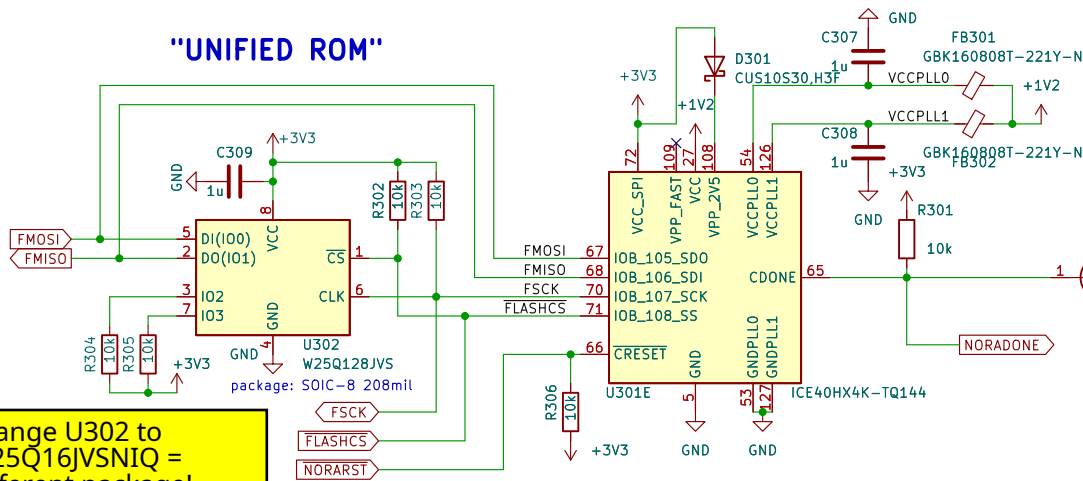 "UNIFIED ROM"
GND
C307
1u
FB301
GBK160808T-221Y-N
D301
CUS10S30,H3F
+3V3
+1V2
VCCPLL0
+1V2
VCCPLL1
C308
1u
GBK160808T-221Y-N
FB302
+3V3
GND
R301
10k
72
109
27
108
54
126
VCC_SPI
VPP_FAST
VCC
VPP_2V5
VCCPLL0
VCCPLL1
+3V3
C309
GND
1u
R302
10k
R303
10k
8
VCC
FMOSI
5
DI(IO0)
FMISO
2
DO(IO1)
CS
1
3
IO2
CLK
6
7
IO3
GND
4
GND
U302
W25Q128JVS
package: SOIC-8 208mil
R304
10k
R305
10k
+3V3
FMOSI
67
IOB_105_SDO
FMISO
68
IOB_106_SDI
FSCK
70
IOB_107_SCK
FLASHCS
71
IOB_108_SS
66
CRESET
CDONE
65
1
NORADONE
GND
GNDPLL0
GNDPLL1
5
53
127
U301E
ICE40HX4K-TQ144
GND
GND
R306
10k
+3V3
FSCK
FLASHCS
NORARST
ange U302 to
25Q16JVSNIQ =